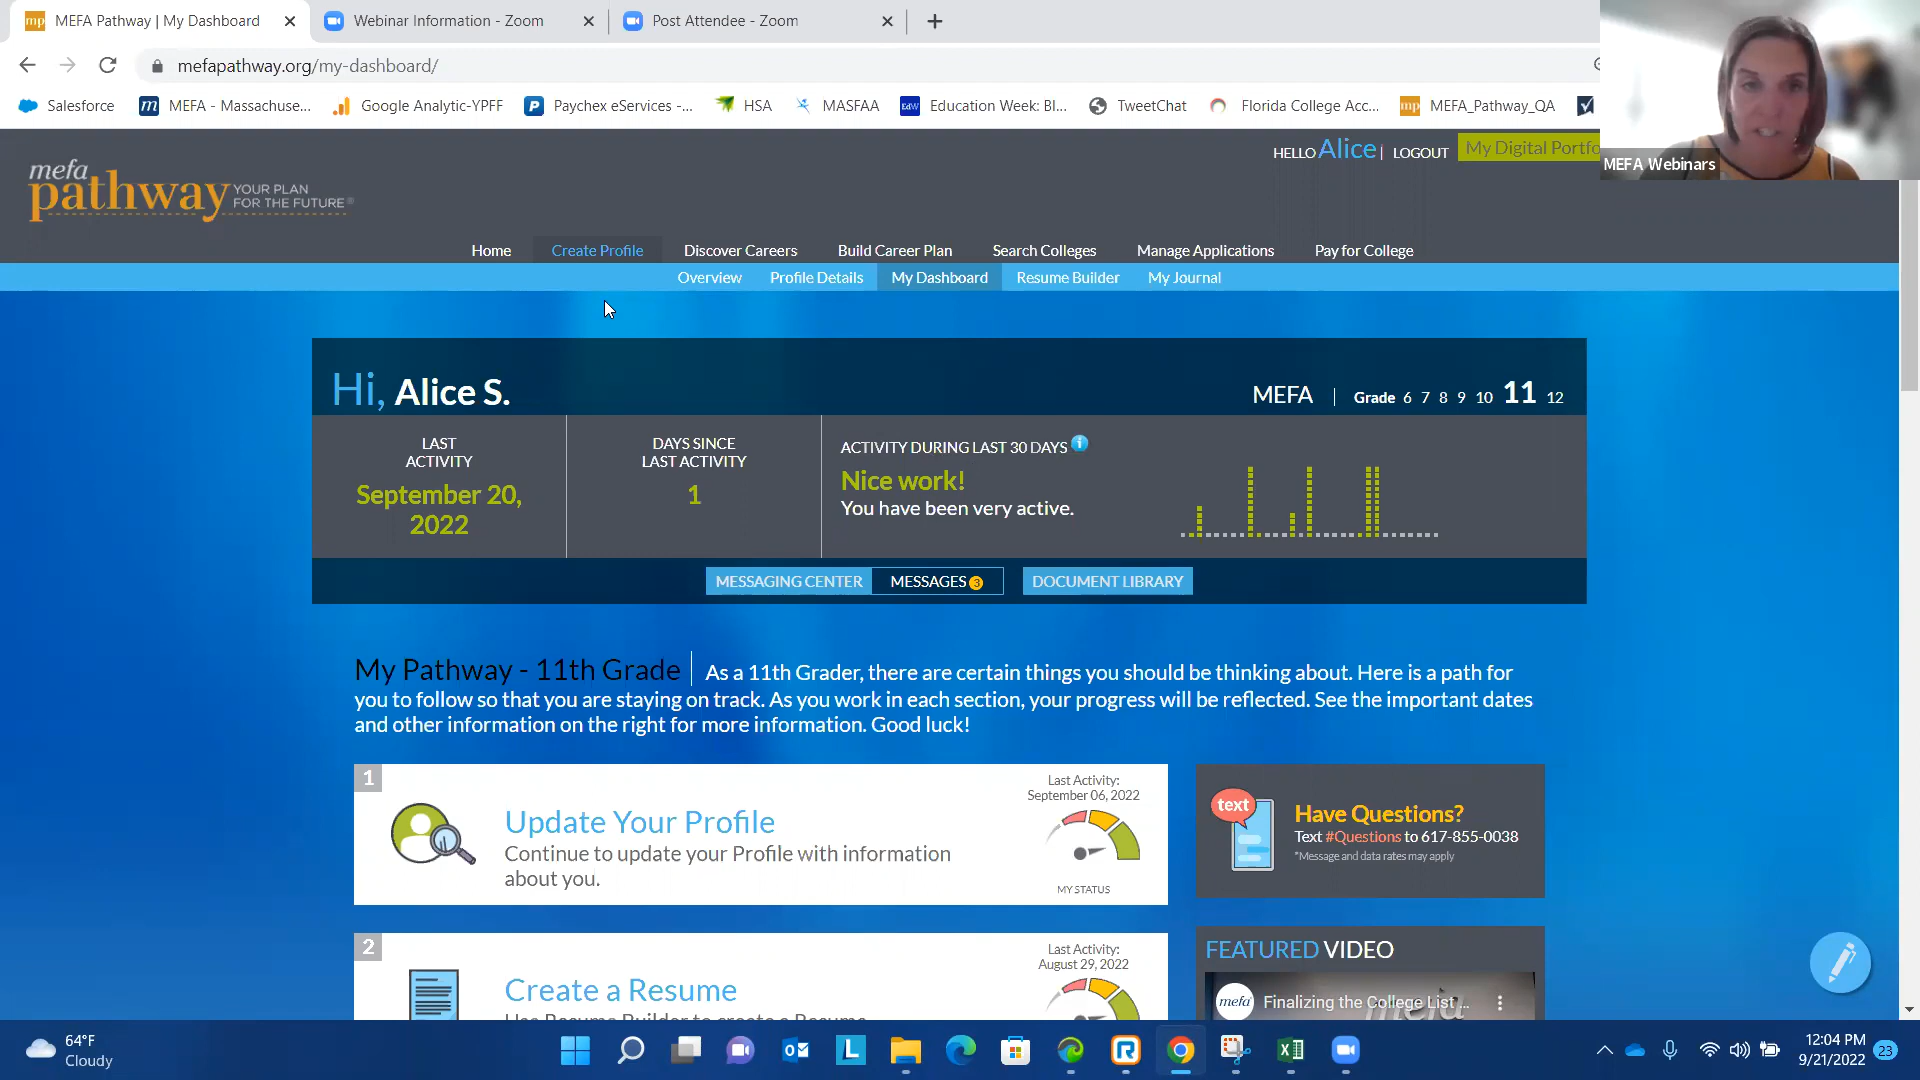 MEFA Pathway | My Dashboard
Webinar Information - Zoom
Post Attendee - Zoom
mefapathway.org/my-dashboard/
Salesforce
MEFA - Massachuse...
Google Analytic-YPFF
Paychex eServices -...
HSA
MASFAA
Education Week: Bl...
TweetChat
Florida College Acc...
MEFA_Pathway_QA
MEFA Webinars
HELLO Alice | LOGOUT
My Digital Portfo
mefa
pathway
YOUR PLAN
FOR THE FUTURE®
Home
Create Profile
Discover Careers
Build Career Plan
Search Colleges
Manage Applications
Pay for College
Overview
Profile Details
My Dashboard
Resume Builder
My Journal
Hi, Alice S.
MEFA | Grade 6 7 8 9 10 11 12
LAST
ACTIVITY
September 20,
2022
DAYS SINCE
LAST ACTIVITY
1
ACTIVITY DURING LAST 30 DAYS i
Nice work!
You have been very active.
MESSAGING CENTER
MESSAGES 3
DOCUMENT LIBRARY
My Pathway - 11th Grade | As a 11th Grader, there are certain things you should be thinking about. Here is a path for
you to follow so that you are staying on track. As you work in each section, your progress will be reflected. See the important dates
and other information on the right for more information. Good luck!
1
Update Your Profile
Continue to update your Profile with information
about you.
Last Activity:
September 06, 2022
MY STATUS
text
Have Questions?
Text #Questions to 617-855-0038
*Message and data rates may apply
2
Create a Resume
Use Resume Builder to create a Resume
Last Activity:
August 29, 2022
FEATURED VIDEO
mefa
Finalizing the College List ...
mefa
64°F
Cloudy
12:04 PM
9/21/2022
23